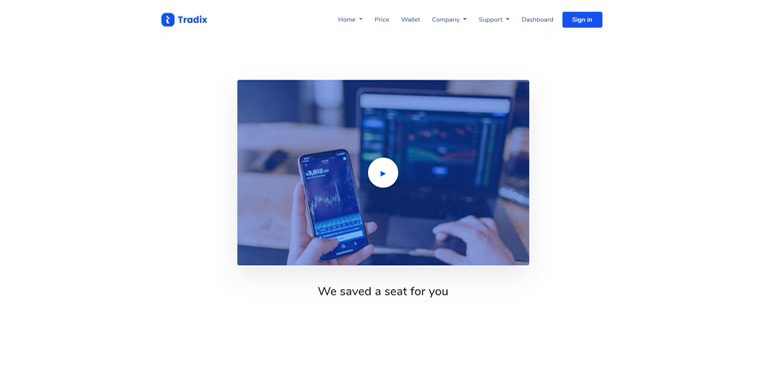 Tradix
Home
Price
Wallet
Company
Support
Dashboard
Sign in
We saved a seat for you